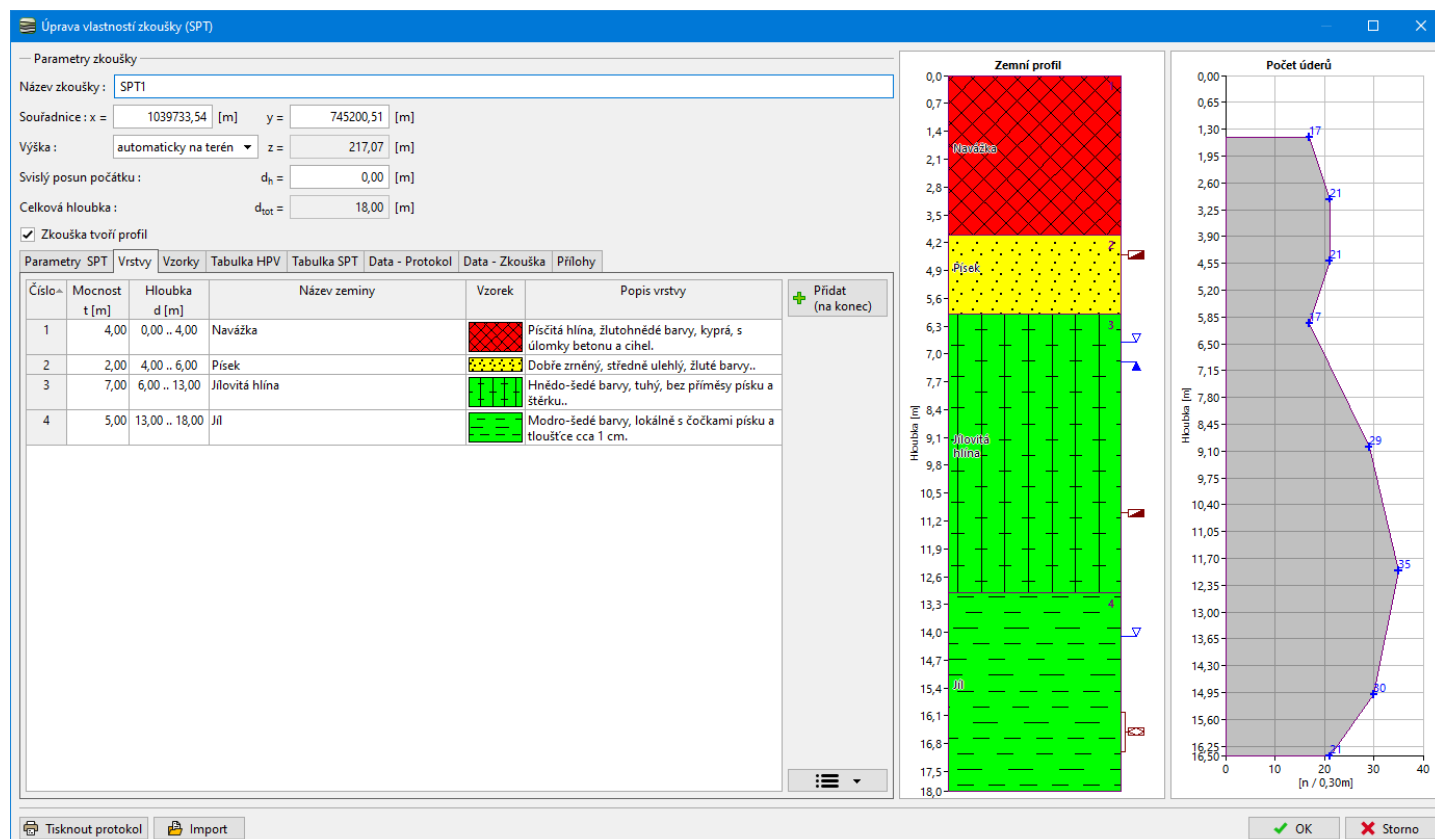 Úprava vlastností zkoušky (SPT)
Parametry zkoušky
Název zkoušky : SPT1
Souřadnice : x = 1039733,54 [m] y = 745200,51 [m]
Výška : automaticky na terén z = 217,07 [m]
Svislý posun počátku : dh = 0,00 [m]
Celková hloubka : dtot = 18,00 [m]
Zkouška tvoří profil
Parametry SPT Vrstvy Vzorky Tabulka HPV Tabulka SPT Data - Protokol Data - Zkouška Přílohy
Číslo Mocnost Hloubka Název zeminy Vzorek Popis vrstvy
t [m] d [m]
1 4,00 0,00 .. 4,00 Navážka Písčitá hlína, žlutohnědé barvy, kyprá, s
úlomky betonu a cihel.
2 2,00 4,00 .. 6,00 Písek Dobře zrněný, středně ulehlý, žluté barvy..
3 7,00 6,00 .. 13,00 Jílovitá hlína Hnědo-šedé barvy, tuhý, bez příměsy písku a
štěrku..
4 5,00 13,00 .. 18,00 Jíl Modro-šedé barvy, lokálně s čočkami písku a
tloušťce cca 1 cm.
Přidat
(na konec)
Zemní profil
0,0
0,7
1,4
2,1
2,8
3,5
4,2
4,9
5,6
6,3
7,0
7,7
8,4
9,1
9,8
10,5
11,2
11,9
12,6
13,3
14,0
14,7
15,4
16,1
16,8
17,5
18,0
Hloubka [m]
1
Navážka
2
Písek
3
Jílovitá
hlína
4
Jíl
Počet úderů
0,00
0,65
1,30
1,95
2,60
3,25
3,90
4,55
5,20
5,85
6,50
7,15
7,80
8,45
9,10
9,75
10,40
11,05
11,70
12,35
13,00
13,65
14,30
14,95
15,60
16,25
16,50
Hloubka [m]
17
21
21
17
29
35
30
21
0 10 20 30 40
[n / 0,30m]
Tisknout protokol Import OK Storno